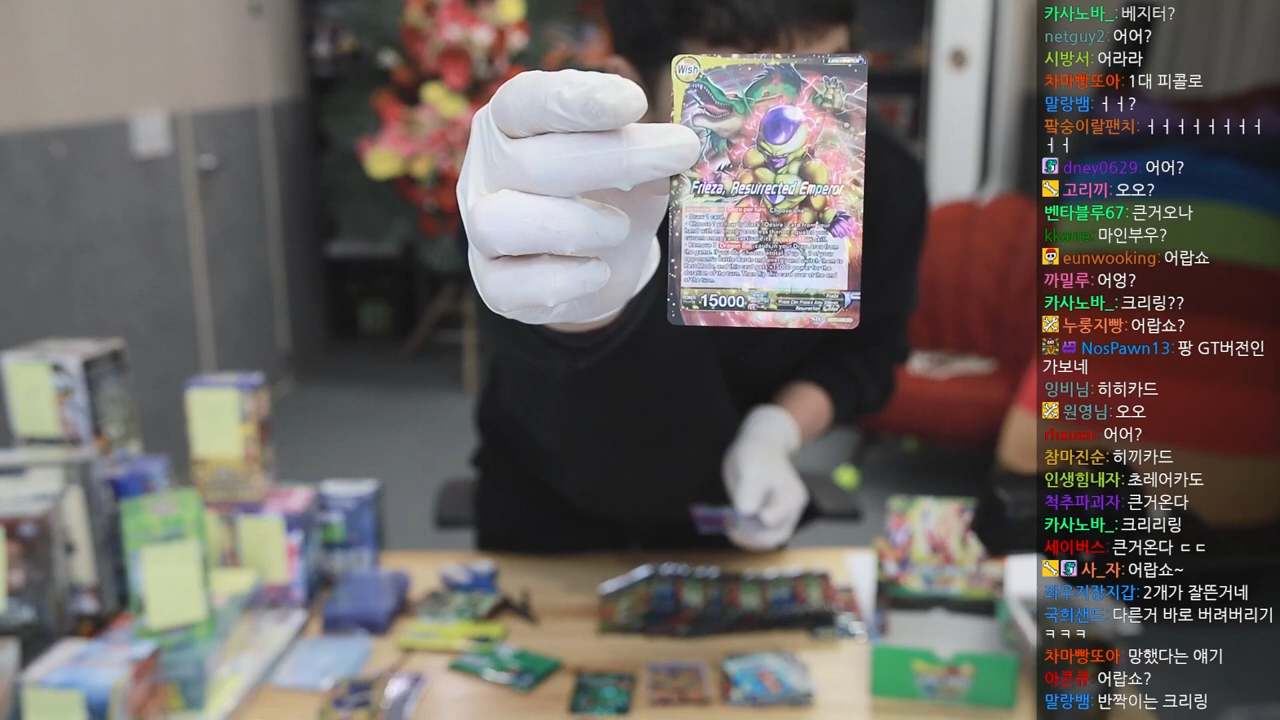 Wish
Frieza, Resurrected Emperor
15000
카사노바_: 베지터?
netguy2: 어어?
시방서: 어라라
차마빵또아: 1대 피콜로
말랑뱀: ㅓㅓ?
팤숭이랄팬치: ㅓㅓㅓㅓㅓㅓㅓㅓ
ㅓㅓ
dney0629: 어어?
고리끼: 오오?
벤타블루67: 큰거오나
마인부우?
eunwooking: 어랍쇼
까밀루: 어엉?
카사노바_: 크리링??
누룽지빵: 어랍쇼?
NosPawn13: 팡 GT버전인
가보네
잉비님: 히히카드
원영님: 오오
어어?
참마진순: 히끼카드
인생힘내자: 초레어카도
척추파괴자: 큰거온다
카사노바_: 크리리링
세이버스: 큰거온다 ㄷㄷ
사_자: 어랍쇼~
2개가 잘뜬거네
국희샌드: 다른거 바로 버려버리기
ㅋㅋㅋ
차마빵또아: 망했다는 얘기
어랍쇼?
말랑뱀: 반짝이는 크리링